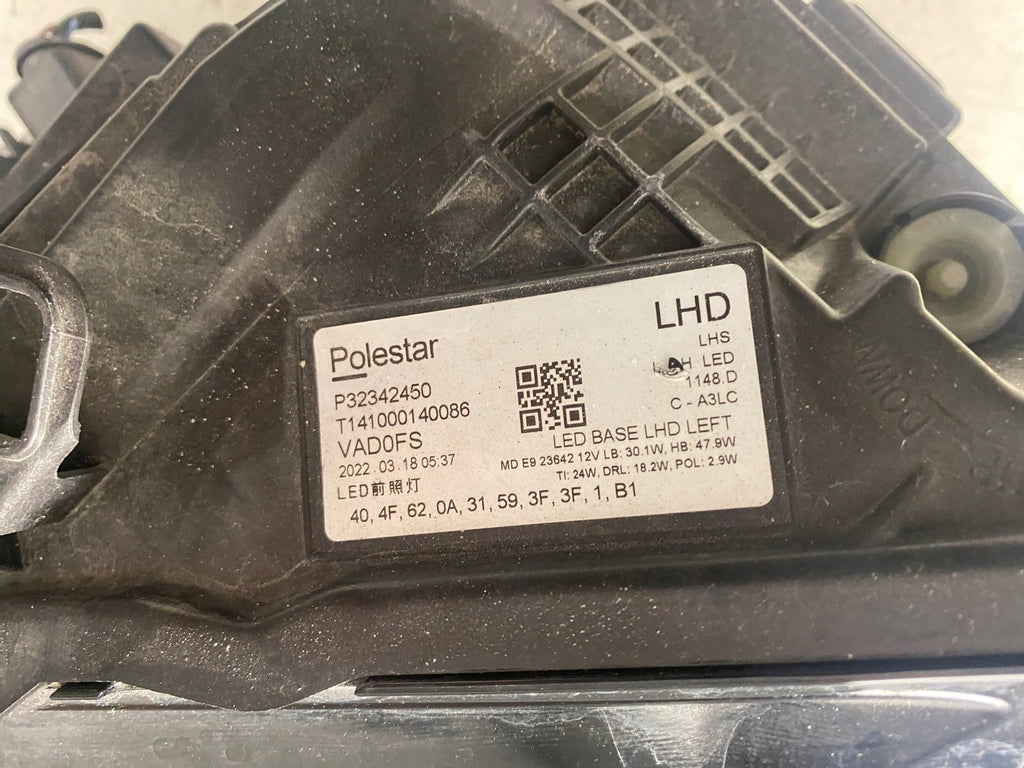 Polestar
P32342450
T141000140086
VAD0FS
2022.03.18 05:37
LED前照灯
LHD
LHS
LED
1148.D
C - A3LC
LED BASE LHD LEFT
MD E9 23642 12V LB: 30.1W, HB: 47.9W
TI: 24W, DRL: 18.2W, POL: 2.9W
40, 4F, 62, 0A, 31, 59, 3F, 3F, 1, B1
DOWN